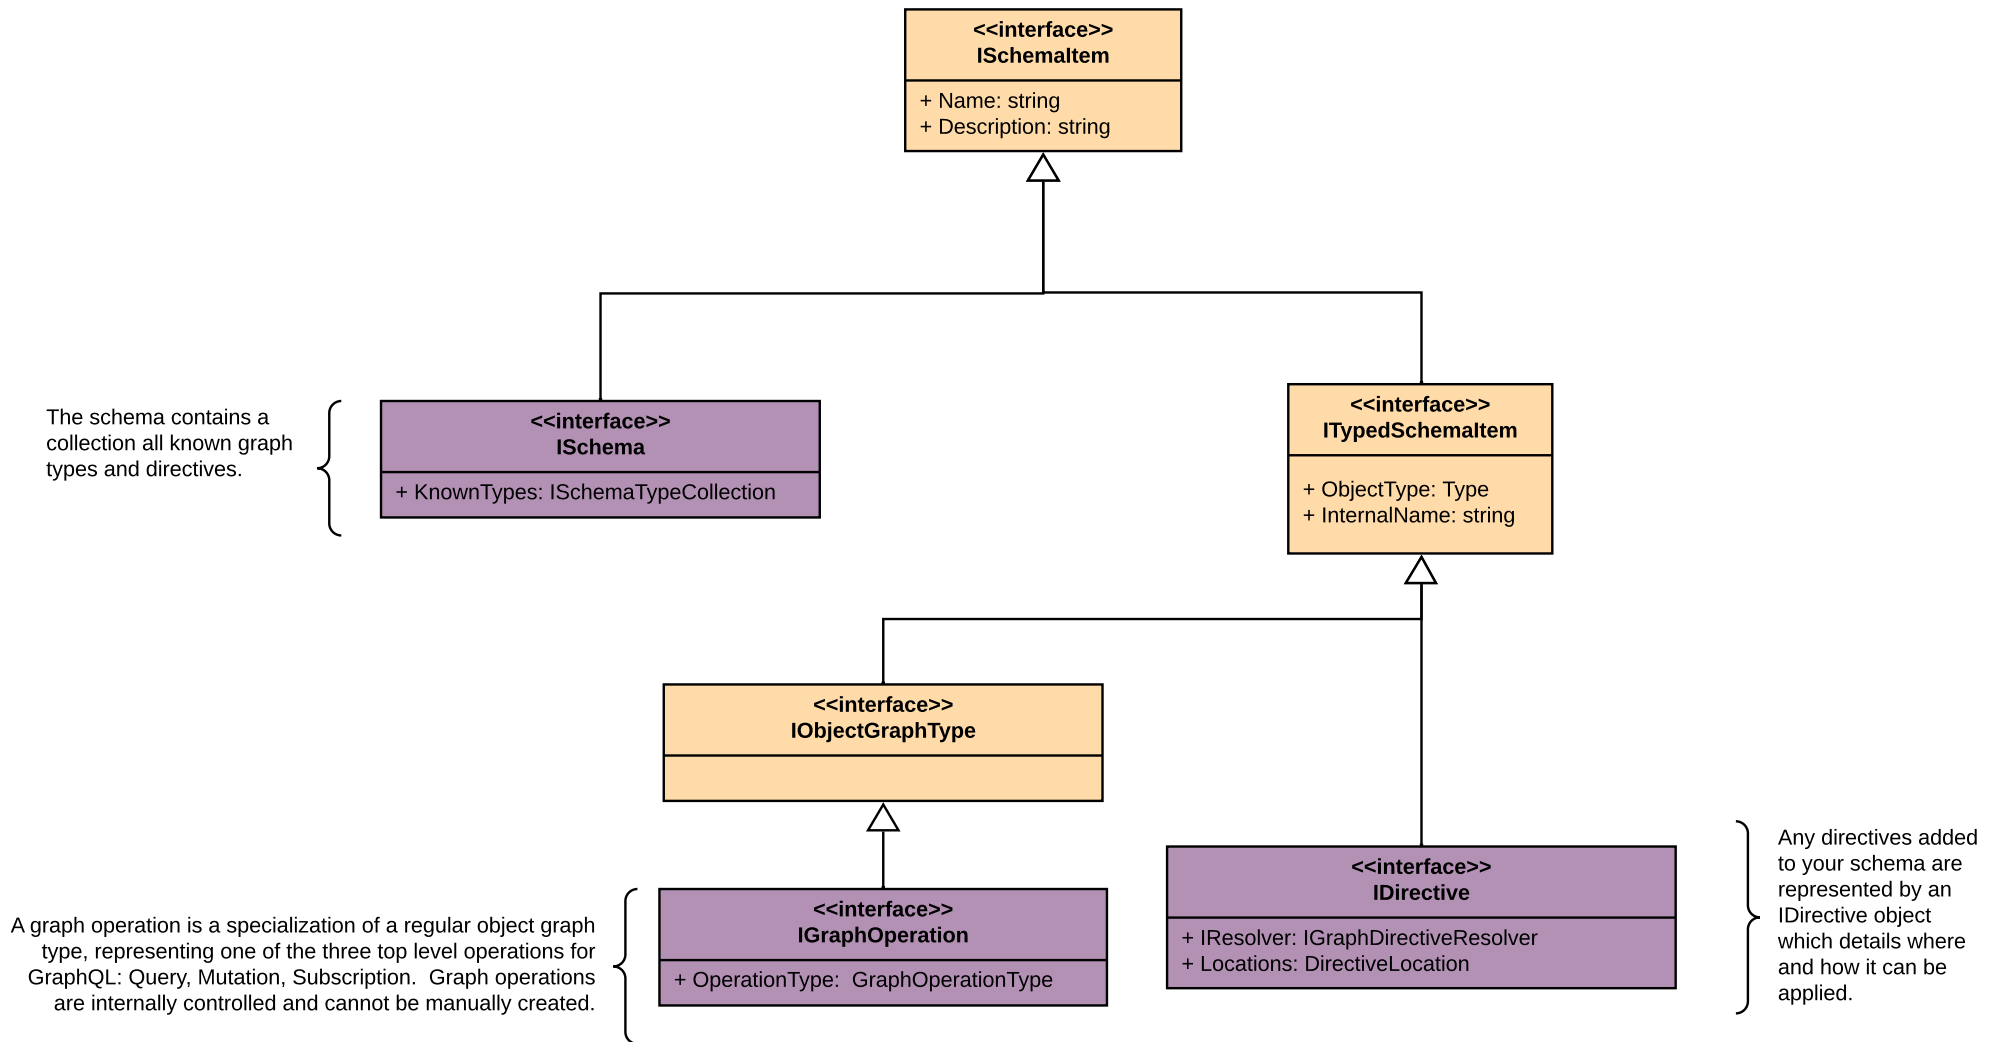 <<interface>>
ISchemaItem
+ Name: string
+ Description: string
The schema contains a
collection all known graph
types and directives.
<<interface>>
ISchema
+ KnownTypes: ISchemaTypeCollection
<<interface>>
ITypedSchemaItem
+ ObjectType: Type
+ InternalName: string
<<interface>>
IObjectGraphType
A graph operation is a specialization of a regular object graph
type, representing one of the three top level operations for
GraphQL: Query, Mutation, Subscription.  Graph operations
are internally controlled and cannot be manually created.
<<interface>>
IGraphOperation
+ OperationType:  GraphOperationType
<<interface>>
IDirective
+ IResolver: IGraphDirectiveResolver
+ Locations: DirectiveLocation
Any directives added
to your schema are
represented by an
IDirective object
which details where
and how it can be
applied.